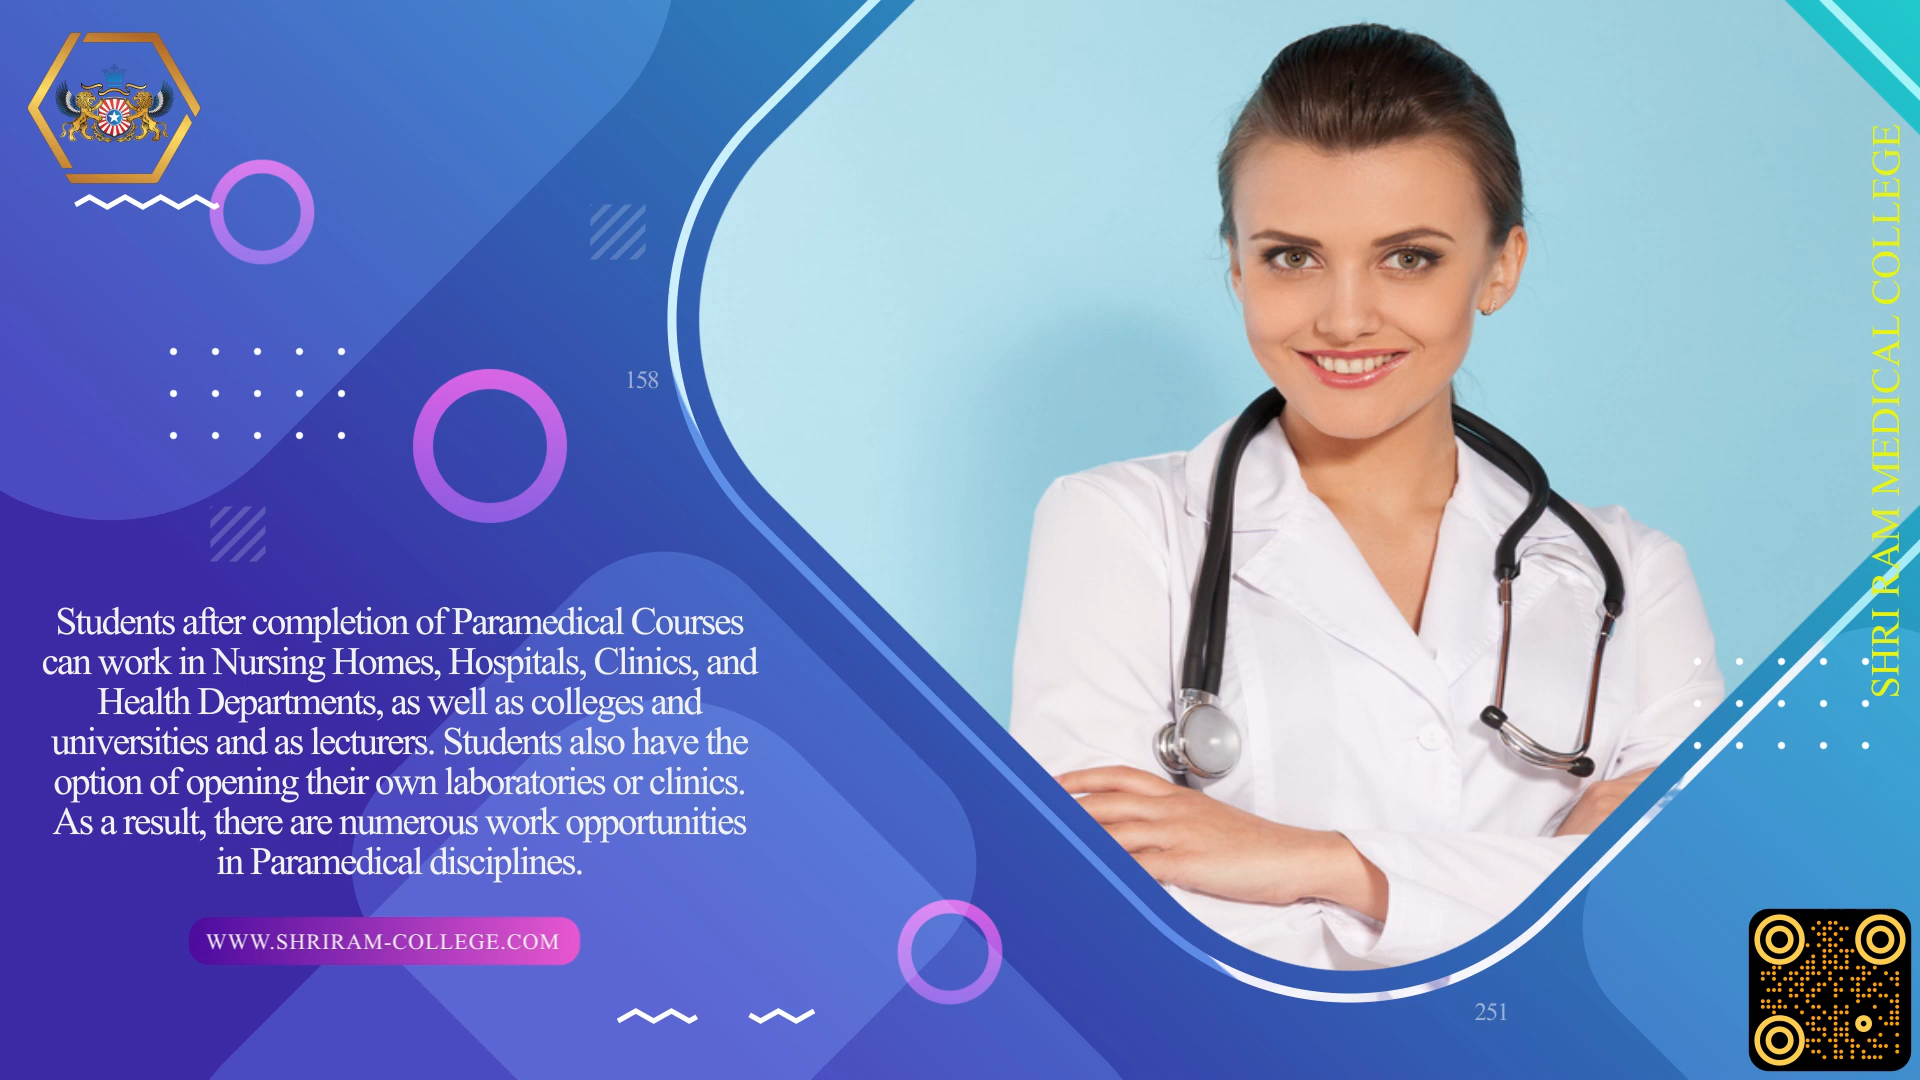 158
Students after completion of Paramedical Courses
can work in Nursing Homes, Hospitals, Clinics, and
Health Departments, as well as colleges and
universities and as lecturers. Students also have the
option of opening their own laboratories or clinics.
As a result, there are numerous work opportunities
in Paramedical disciplines.
WWW.SHRIRAM-COLLEGE.COM
SHRI RAM MEDICAL COLLEGE
251